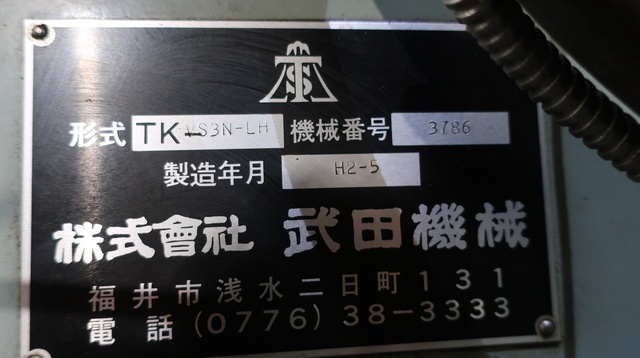 形式 TK-VS3N-LH 機械番号 3786
製造年月 H2-5
株式會社 武田機械
福井市浅水二日町131
電話(0776)38-3333